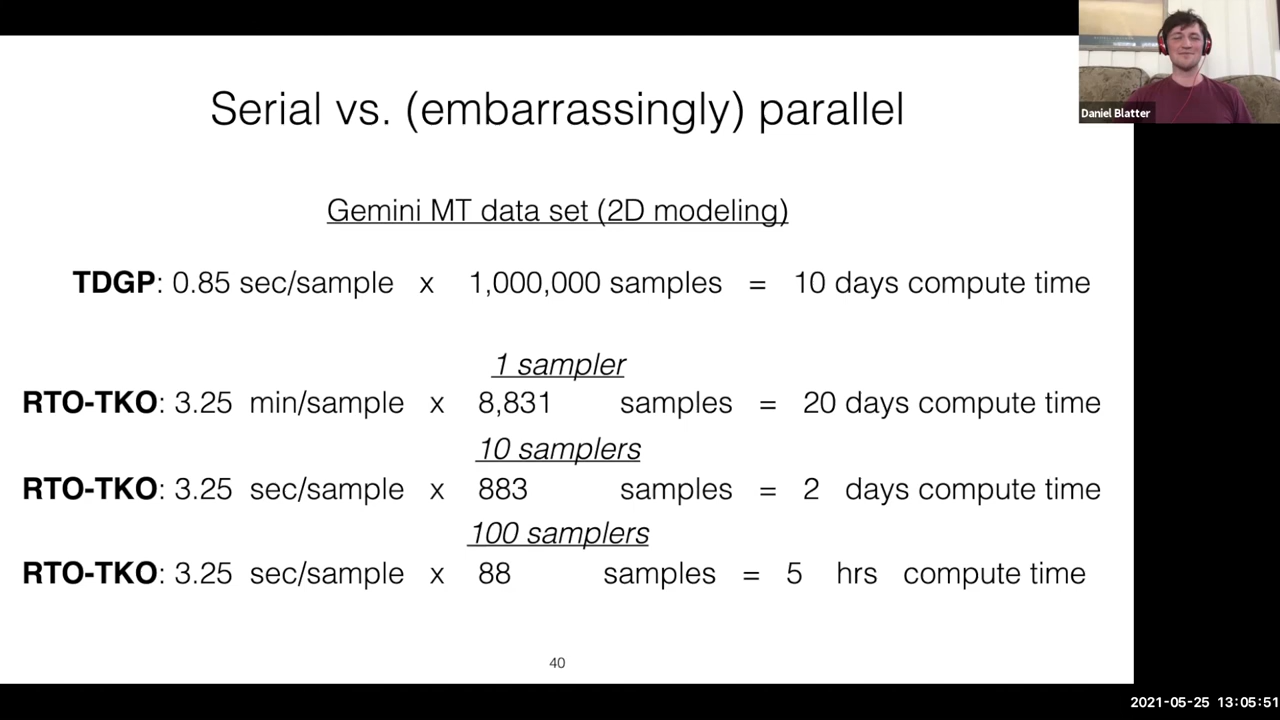 Serial vs. (embarrassingly) parallel
Daniel Blatter
Gemini MT data set (2D modeling)
TDGP: 0.85 sec/sample x 1,000,000 samples = 10 days compute time
1 sampler
RTO-TKO: 3.25 min/sample x 8,831 samples = 20 days compute time
10 samplers
RTO-TKO: 3.25 sec/sample x 883 samples = 2 days compute time
100 samplers
RTO-TKO: 3.25 sec/sample x 88 samples = 5 hrs compute time
40
2021-05-25 13:05:51